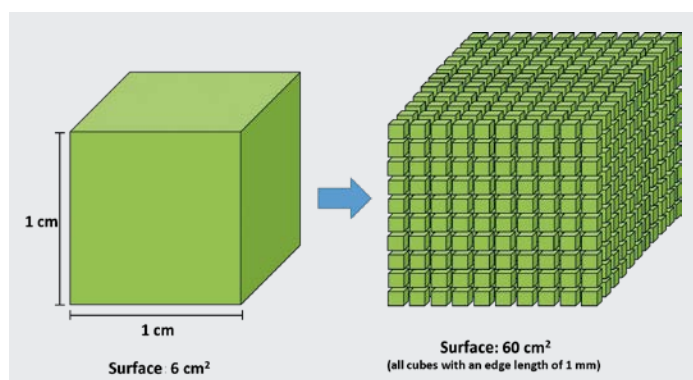 1 cm
1 cm
Surface: 6 cm²
Surface: 60 cm²
(all cubes with an edge length of 1 mm)